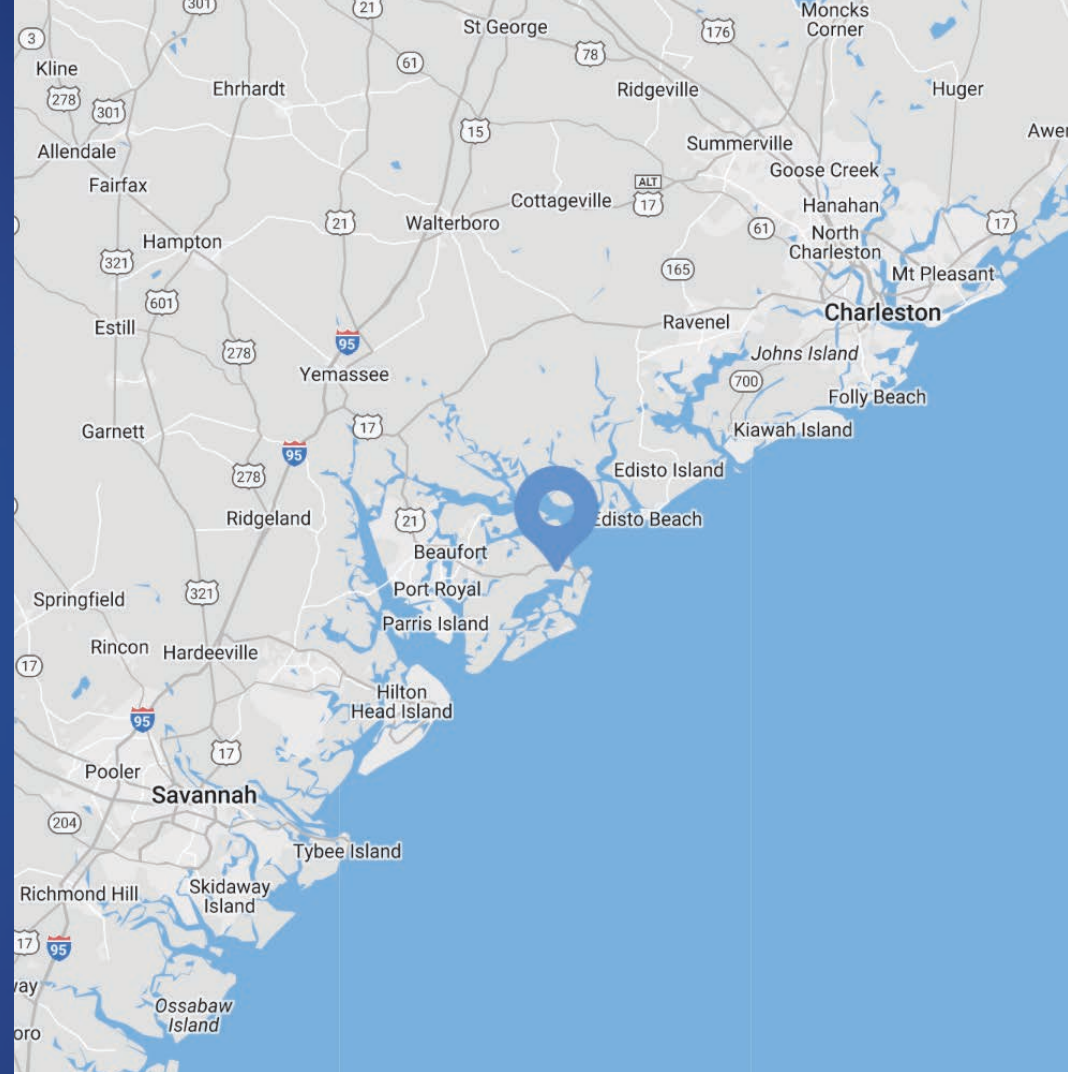 301
21
St George
Moncks
Corner
3
176
78
Kline
61
Ridgeville
Huger
278
Ehrhardt
301
15
Awe
Summerville
Allendale
Goose Creek
Fairfax
ALT
17
Cottageville
Hanahan
21
Walterboro
61
17
North
Charleston
Hampton
321
165
Mt Pleasant
601
Charleston
Estill
Ravenel
95
278
Johns Island
Yemassee
700
Folly Beach
17
Kiawah Island
Garnett
95
Edisto Island
278
Ridgeland
21
Edisto Beach
Beaufort
Port Royal
321
Springfield
Parris Island
Rincon
Hardeeville
17
Hilton
Head Island
95
17
Pooler
Savannah
204
Tybee Island
Richmond Hill
Skidaway
Island
17
95
way
Ossabaw
Island
oro